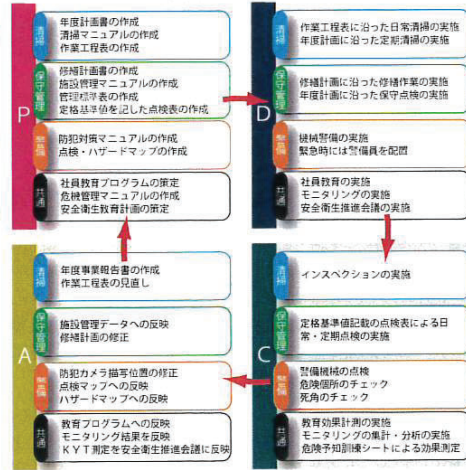 P
清掃
年度計画書の作成
清掃マニュアルの作成
作業工程表の作成
保守管理
修繕計画書の作成
施設管理マニュアルの作成
管理標準表の作成
定格基準値を記した点検表の作成
警備
防犯対策マニュアルの作成
点検・ハザードマップの作成
共通
社員教育プログラムの策定
危機管理マニュアルの作成
安全衛生教育計画の策定
D
清掃
作業工程表に沿った日常清掃の実施
年度計画に沿った定期清掃の実施
保守管理
修繕計画に沿った修繕作業の実施
年度計画に沿った保守点検の実施
警備
機械警備の実施
緊急時には警備員を配置
共通
社員教育の実施
モニタリングの実施
安全衛生推進会議の実施
A
清掃
年度事業報告書の作成
作業工程表の見直し
保守管理
施設管理データへの反映
修繕計画の修正
警備
防犯カメラ描写位置の修正
点検マップへの反映
ハザードマップへの反映
共通
教育プログラムへの反映
モニタリング結果を反映
KYT測定を安全衛生推進会議に反映
C
清掃
インスペクションの実施
保守管理
定格基準値記載の点検表による日
常・定期点検の実施
警備
警備機械の点検
危険個所のチェック
死角のチェック
共通
教育効果計測の実施
モニタリングの集計・分析の実施
危険予知訓練シートによる効果測定